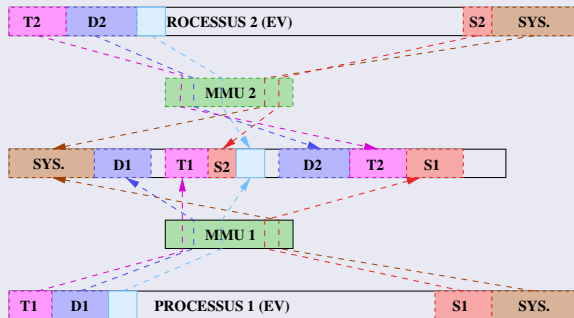 T2 D2 ROCESSUS 2 (EV) S2 SYS.
MMU 2
SYS. D1 T1 S2 D2 T2 S1
MMU 1
T1 D1 PROCESSUS 1 (EV) S1 SYS.